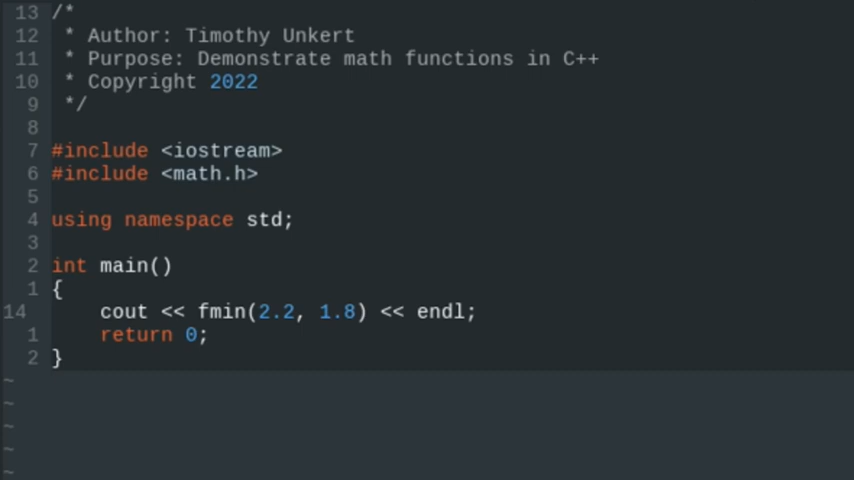 13 /*
12  * Author: Timothy Unkert
11  * Purpose: Demonstrate math functions in C++
10  * Copyright 2022
9  */
8
7 #include <iostream>
6 #include <math.h>
5
4 using namespace std;
3
2 int main()
1 {
14     cout << fmin(2.2, 1.8) << endl;
1     return 0;
2 }
~
~
~
~
~